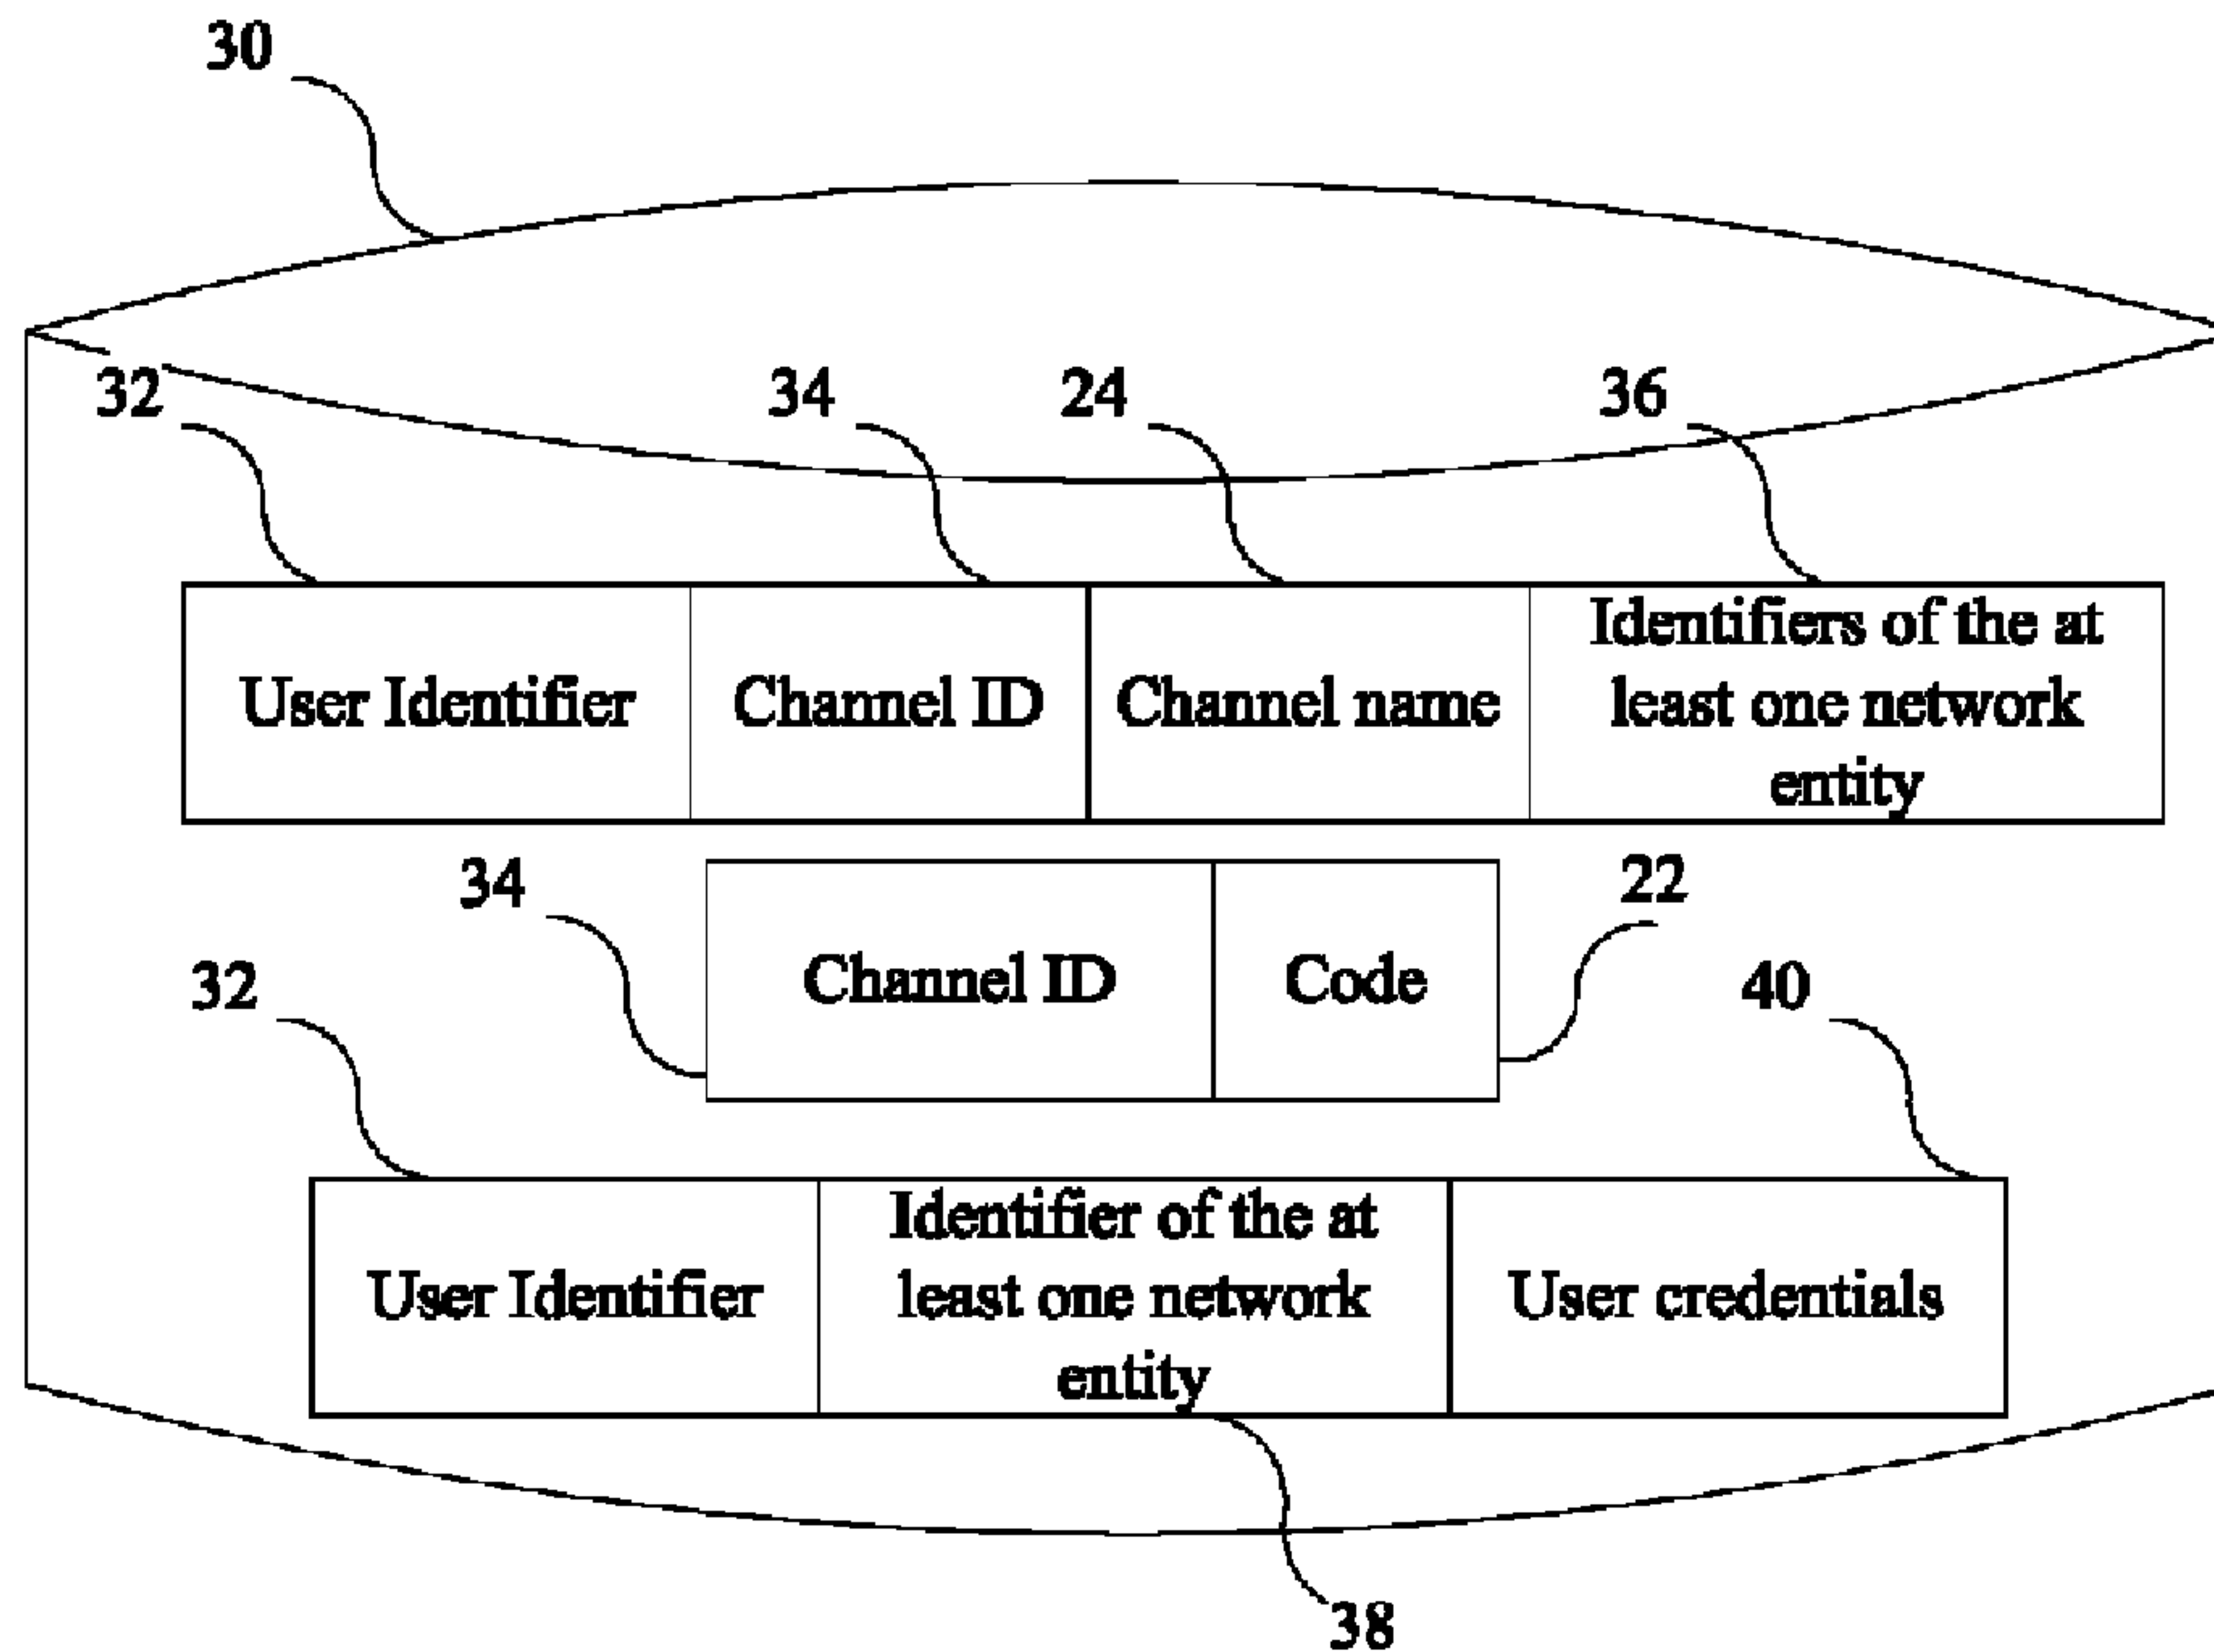 30
32
34
24
36
User Identifier
Channel ID
Channel name
Identifiers of the at
least one network
entity
34
22
Channel ID
Code
32
40
User Identifier
Identifier of the at
least one network
entity
User credentials
38